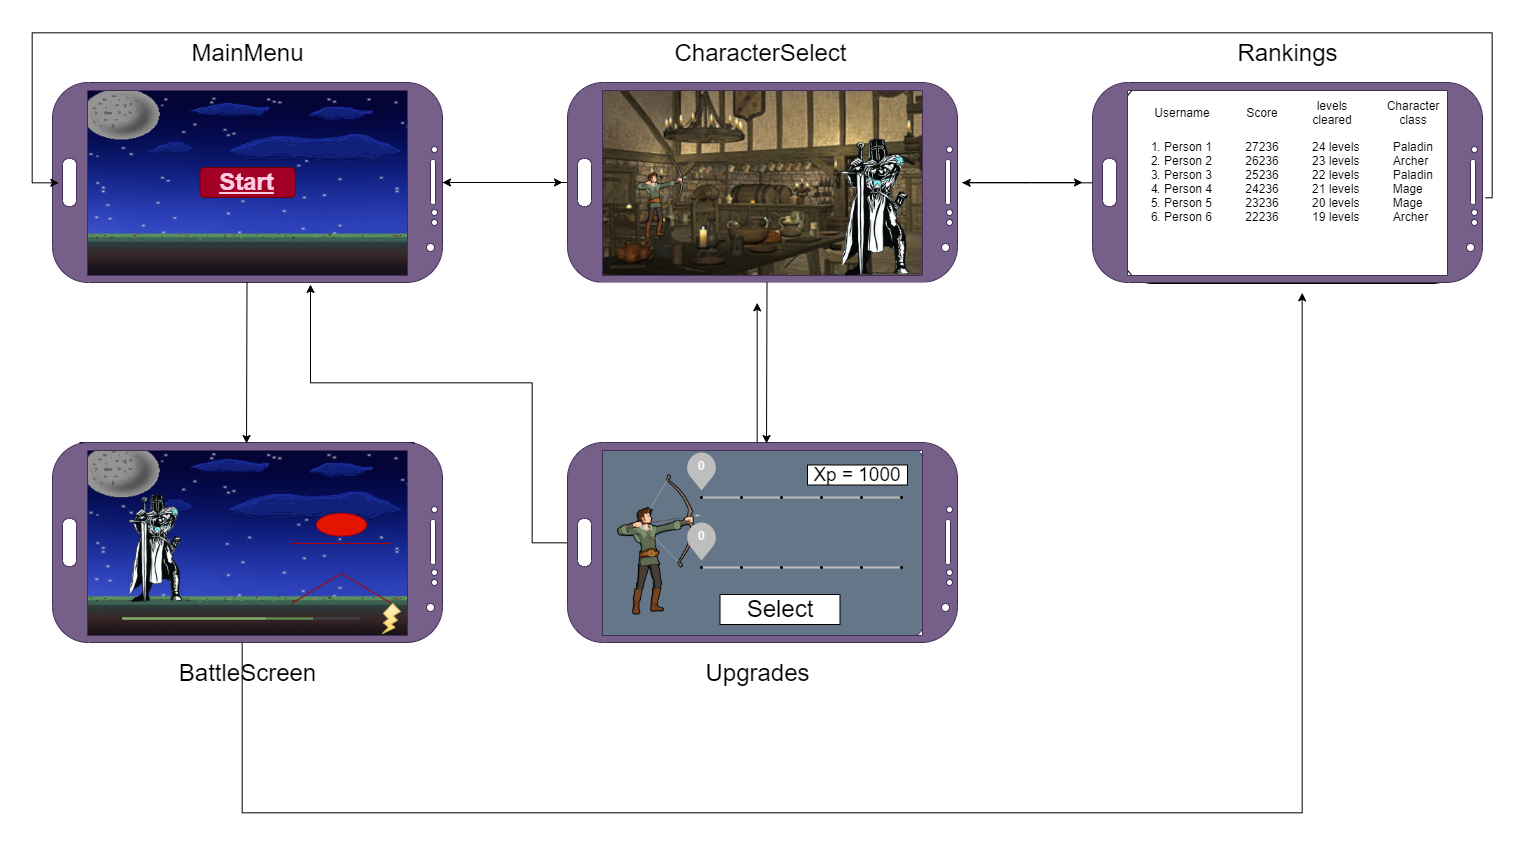 MainMenu
CharacterSelect
Rankings
Start
Username Score levels cleared Character class
1. Person 1 27236 24 levels Paladin
2. Person 2 26236 23 levels Archer
3. Person 3 25236 22 levels Paladin
4. Person 4 24236 21 levels Mage
5. Person 5 23236 20 levels Mage
6. Person 6 22236 19 levels Archer
0
Xp = 1000
0
Select
BattleScreen
Upgrades